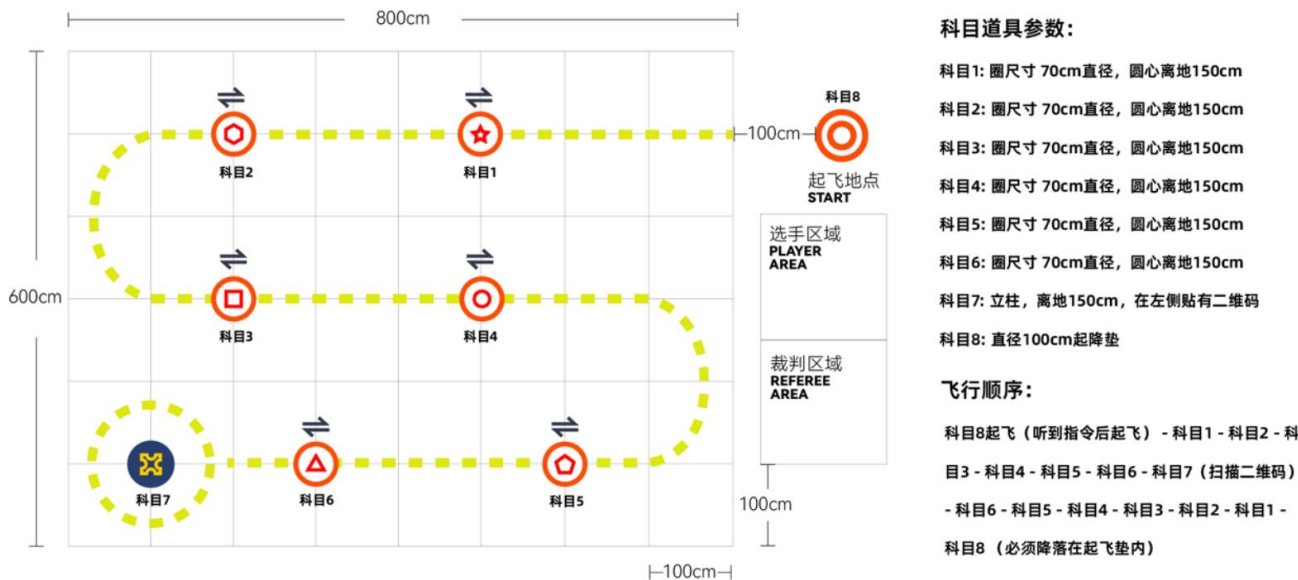 800cm
600cm
科目2
科目1
100cm
科目8
起飞地点
START
选手区域
PLAYER
AREA
科目3
科目4
裁判区域
REFEREE
AREA
科目7
科目6
科目5
100cm
100cm
科目道具参数：
科目1: 圈尺寸 70cm直径，圆心离地150cm
科目2: 圈尺寸 70cm直径，圆心离地150cm
科目3: 圈尺寸 70cm直径，圆心离地150cm
科目4: 圈尺寸 70cm直径，圆心离地150cm
科目5: 圈尺寸 70cm直径，圆心离地150cm
科目6: 圈尺寸 70cm直径，圆心离地150cm
科目7: 立柱，离地150cm，在左侧贴有二维码
科目8: 直径100cm起降垫
飞行顺序：
科目8起飞（听到指令后起飞）- 科目1 - 科目2 - 科
目3 - 科目4 - 科目5 - 科目6 - 科目7（扫描二维码）
- 科目6 - 科目5 - 科目4 - 科目3 - 科目2 - 科目1 -
科目8 （必须降落在起飞垫内）